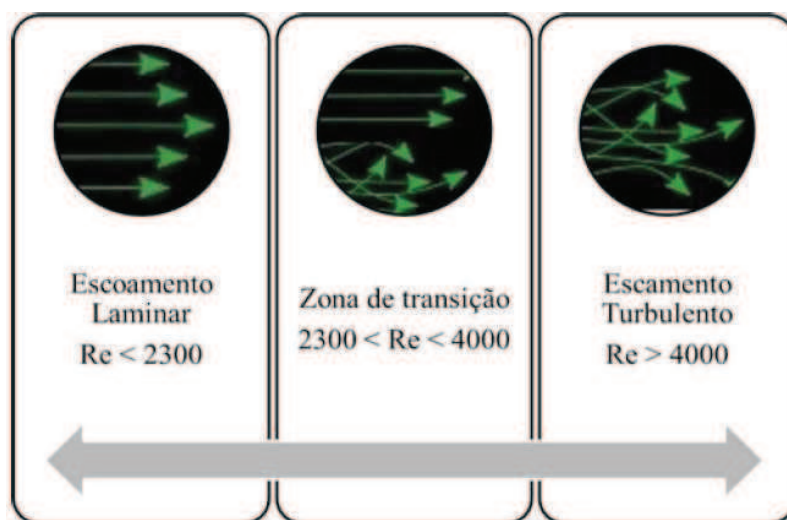 Escoamento
Laminar
Re < 2300
Zona de transição
2300 < Re < 4000
Escamento
Turbulento
Re > 4000